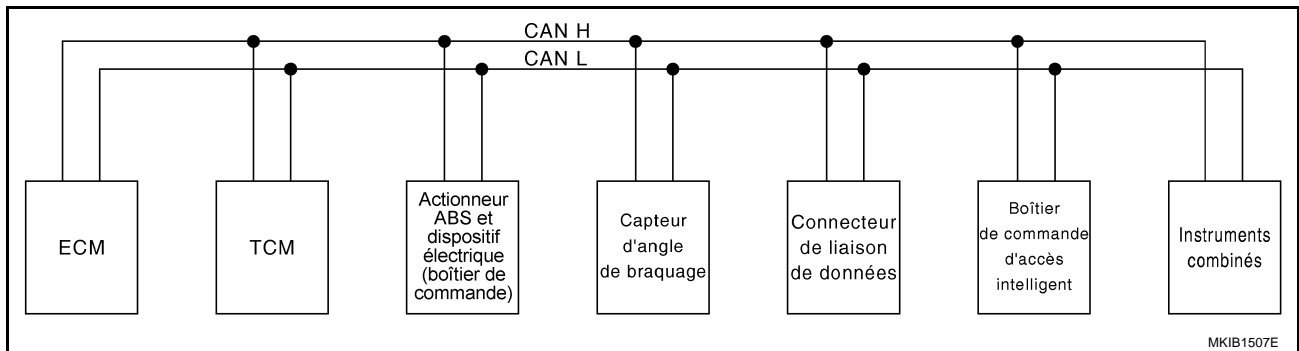 CAN H
CAN L
ECM
TCM
Actionneur
ABS et
dispositif
électrique
(boîtier de
commande)
Capteur
d'angle
de braquage
Connecteur
de liaison
de données
Boîtier
de commande
d'accès
intelligent
Instruments
combinés
MKIB1507E